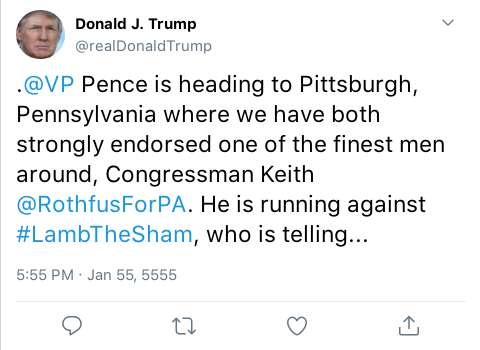 Donald J. Trump
@realDonaldTrump
.@VP Pence is heading to Pittsburgh,
Pennsylvania where we have both
strongly endorsed one of the finest men
around, Congressman Keith
@RothfusForPA. He is running against
#LambTheSham, who is telling...
5:55 PM · Jan 55, 5555